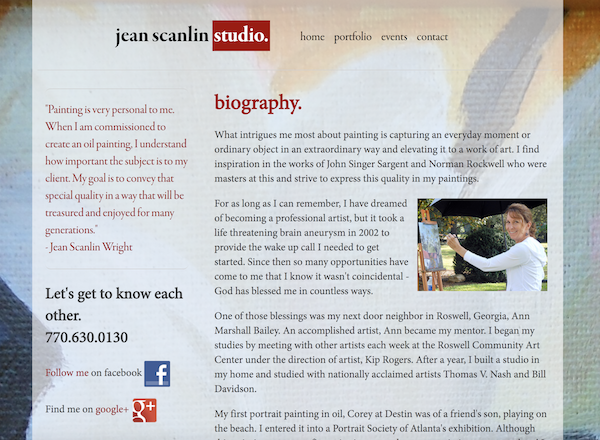 jean scanlin studio.
home portfolio events contact
"Painting is very personal to me.
When I am commissioned to
create an oil painting, I understand
how important the subject is to my
client. My goal is to convey that
special quality in a way that will be
treasured and enjoyed for many
generations."
- Jean Scanlin Wright
Let's get to know each
other.
770.630.0130
Follow me on facebook f
Find me on google+ g+
biography.
What intrigues me most about painting is capturing an everyday moment or
ordinary object in an extraordinary way and elevating it to a work of art. I find
inspiration in the works of John Singer Sargent and Norman Rockwell who were
masters at this and strive to express this quality in my paintings.
For as long as I can remember, I have dreamed
of becoming a professional artist, but it took a
life threatening brain aneurysm in 2002 to
provide the wake up call I needed to get
started. Since then so many opportunities have
come to me that I know it wasn't coincidental -
God has blessed me in countless ways.
One of those blessings was my next door neighbor in Roswell, Georgia, Ann
Marshall Bailey. An accomplished artist, Ann became my mentor. I began my
studies by meeting with other artists each week at the Roswell Community Art
Center under the direction of artist, Kip Rogers. After a year, I built a studio in
my home and studied with nationally acclaimed artists Thomas V. Nash and Bill
Davidson.
My first portrait painting in oil, Corey at Destin was of a friend's son, playing on
the beach. I entered it into a Portrait Society of Atlanta's exhibition. Although